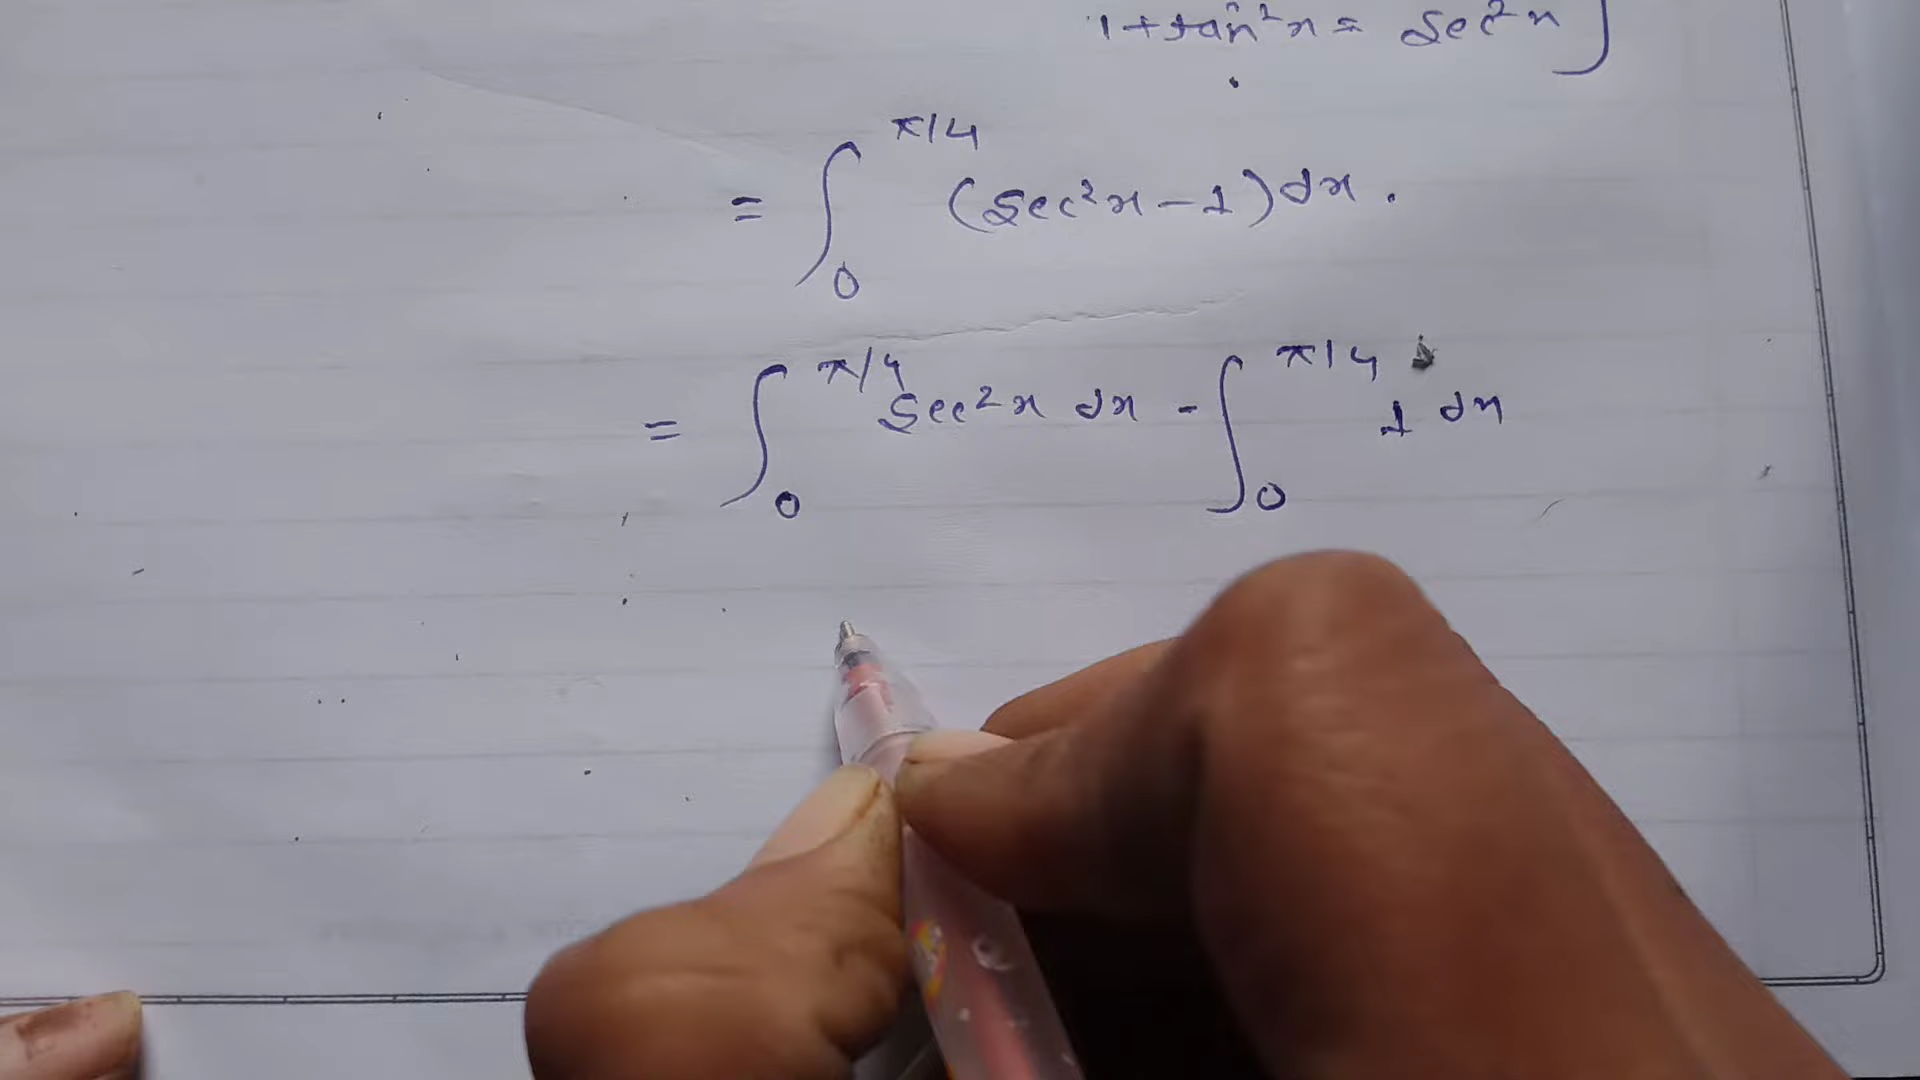 1+tan²x = sec²x]
= ∫₀^π/4 (sec²x-1)dx.
= ∫₀^π/4 sec²x dx - ∫₀^π/4 1 dx